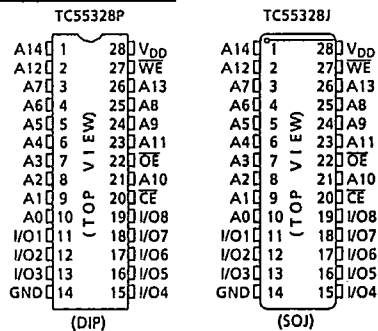 TC55328P
A14 1 28 VDD
A12 2 27 WE
A7 3 26 A13
A6 4 25 A8
A5 5 24 A9
A4 6 23 A11
A3 7 22 OE
A2 8 21 A10
A1 9 20 CE
A0 10 19 I/O8
I/O1 11 18 I/O7
I/O2 12 17 I/O6
I/O3 13 16 I/O5
GND 14 15 I/O4
(TOP VIEW)
(DIP)
TC55328J
A14 1 28 VDD
A12 2 27 WE
A7 3 26 A13
A6 4 25 A8
A5 5 24 A9
A4 6 23 A11
A3 7 22 OE
A2 8 21 A10
A1 9 20 CE
A0 10 19 I/O8
I/O1 11 18 I/O7
I/O2 12 17 I/O6
I/O3 13 16 I/O5
GND 14 15 I/O4
(TOP VIEW)
(SOJ)